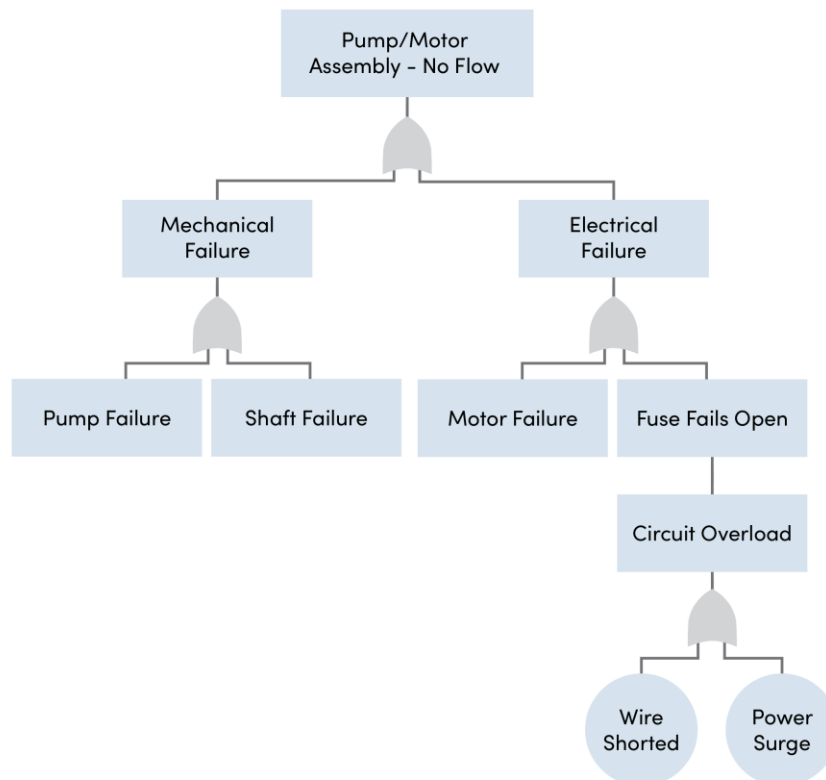 Pump/Motor
Assembly - No Flow
Mechanical
Failure
Electrical
Failure
Pump Failure
Shaft Failure
Motor Failure
Fuse Fails Open
Circuit Overload
Wire
Shorted
Power
Surge